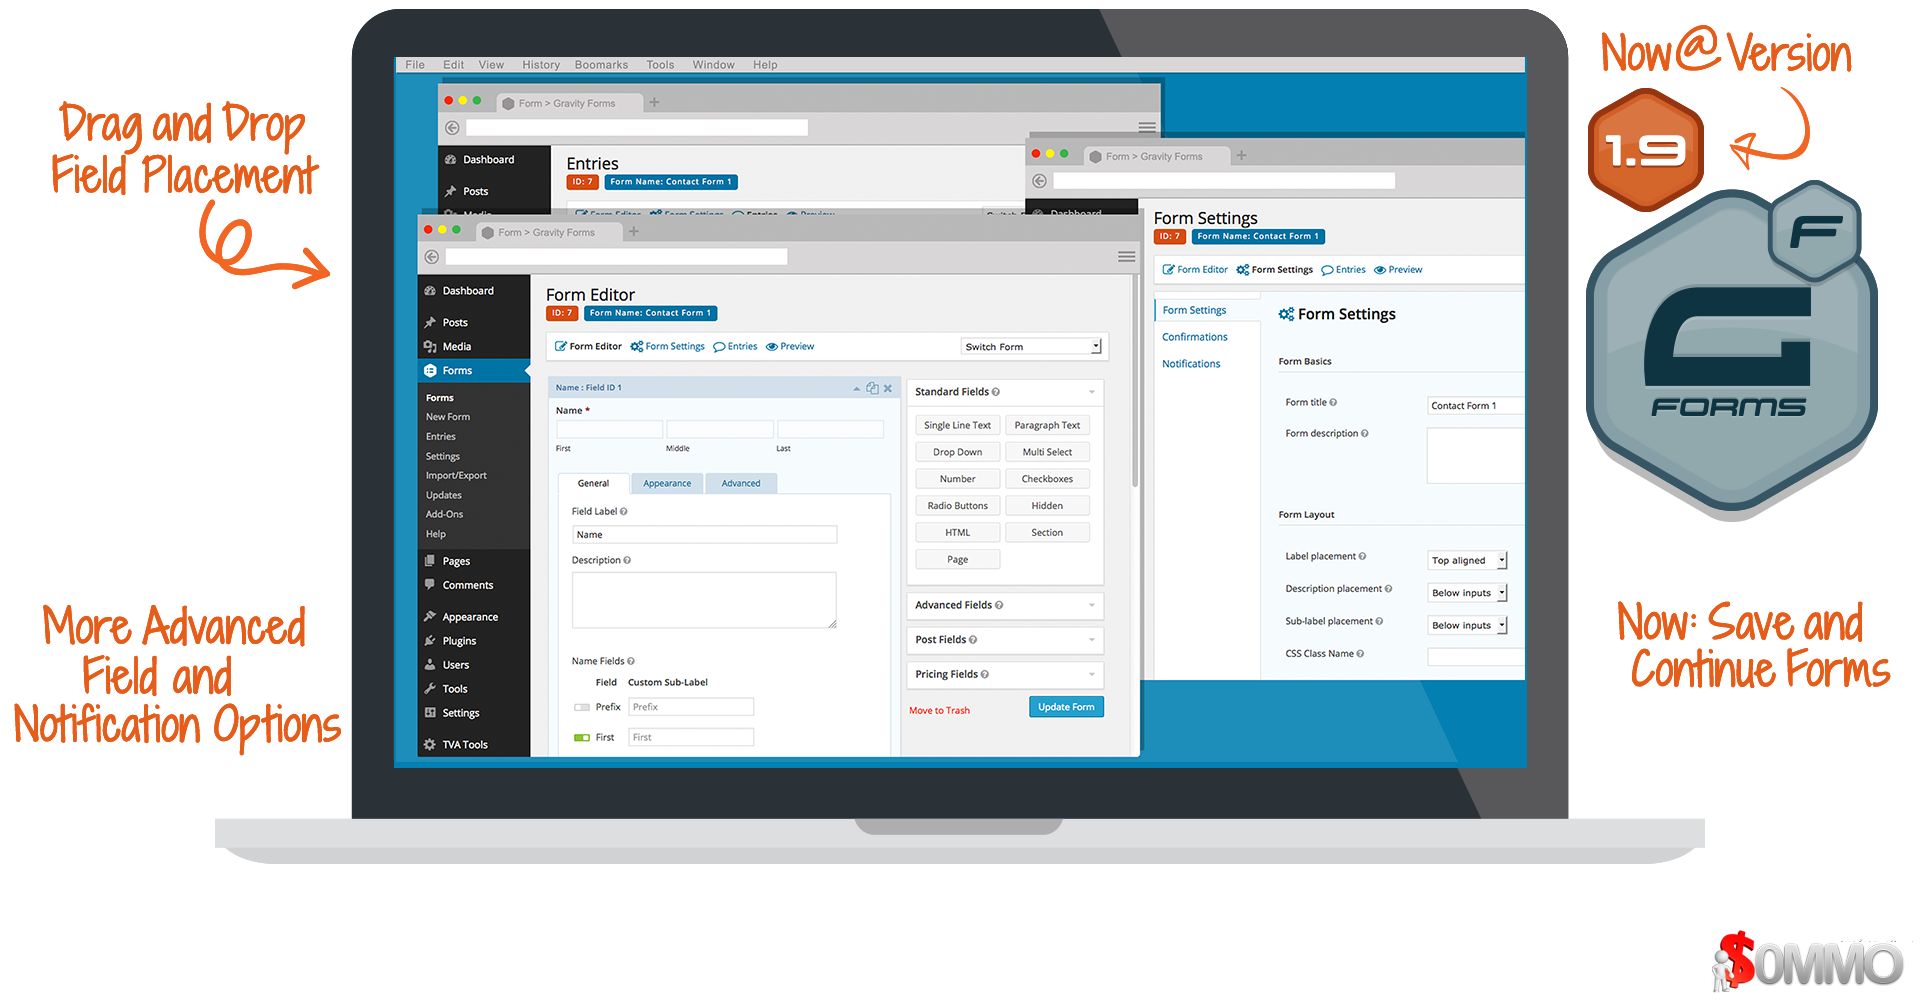 Drag and Drop
Field Placement
More Advanced
Field and
Notification Options
Now @ Version
1.9
F
G
FORMS
Now: Save and
Continue Forms
File Edit View History Boomarks Tools Window Help
Form > Gravity Forms
Dashboard
Posts
Media
Entries
ID: 7 Form Name: Contact Form 1
Form Editor Form Settings Entries Preview
Form > Gravity Forms
Dashboard
Form Settings
ID: 7 Form Name: Contact Form 1
Form Editor Form Settings Entries Preview
Form Settings
Confirmations
Notifications
Form Settings
Form Basics
Form title Contact Form 1
Form description
Form Layout
Label placement Top aligned
Description placement Below inputs
Sub-label placement Below inputs
CSS Class Name
Form > Gravity Forms
Dashboard
Posts
Media
Forms
Forms
New Form
Entries
Settings
Import/Export
Updates
Add-Ons
Help
Pages
Comments
Appearance
Plugins
Users
Tools
Settings
TVA Tools
Form Editor
ID: 7 Form Name: Contact Form 1
Form Editor Form Settings Entries Preview Switch Form
Name : Field ID 1
Name *
First Middle Last
General Appearance Advanced
Field Label
Name
Description
Name Fields
Field Custom Sub-Label
Prefix Prefix
First First
Standard Fields
Single Line Text Paragraph Text
Drop Down Multi Select
Number Checkboxes
Radio Buttons Hidden
HTML Section
Page
Advanced Fields
Post Fields
Pricing Fields
Move to Trash Update Form
$OMMO